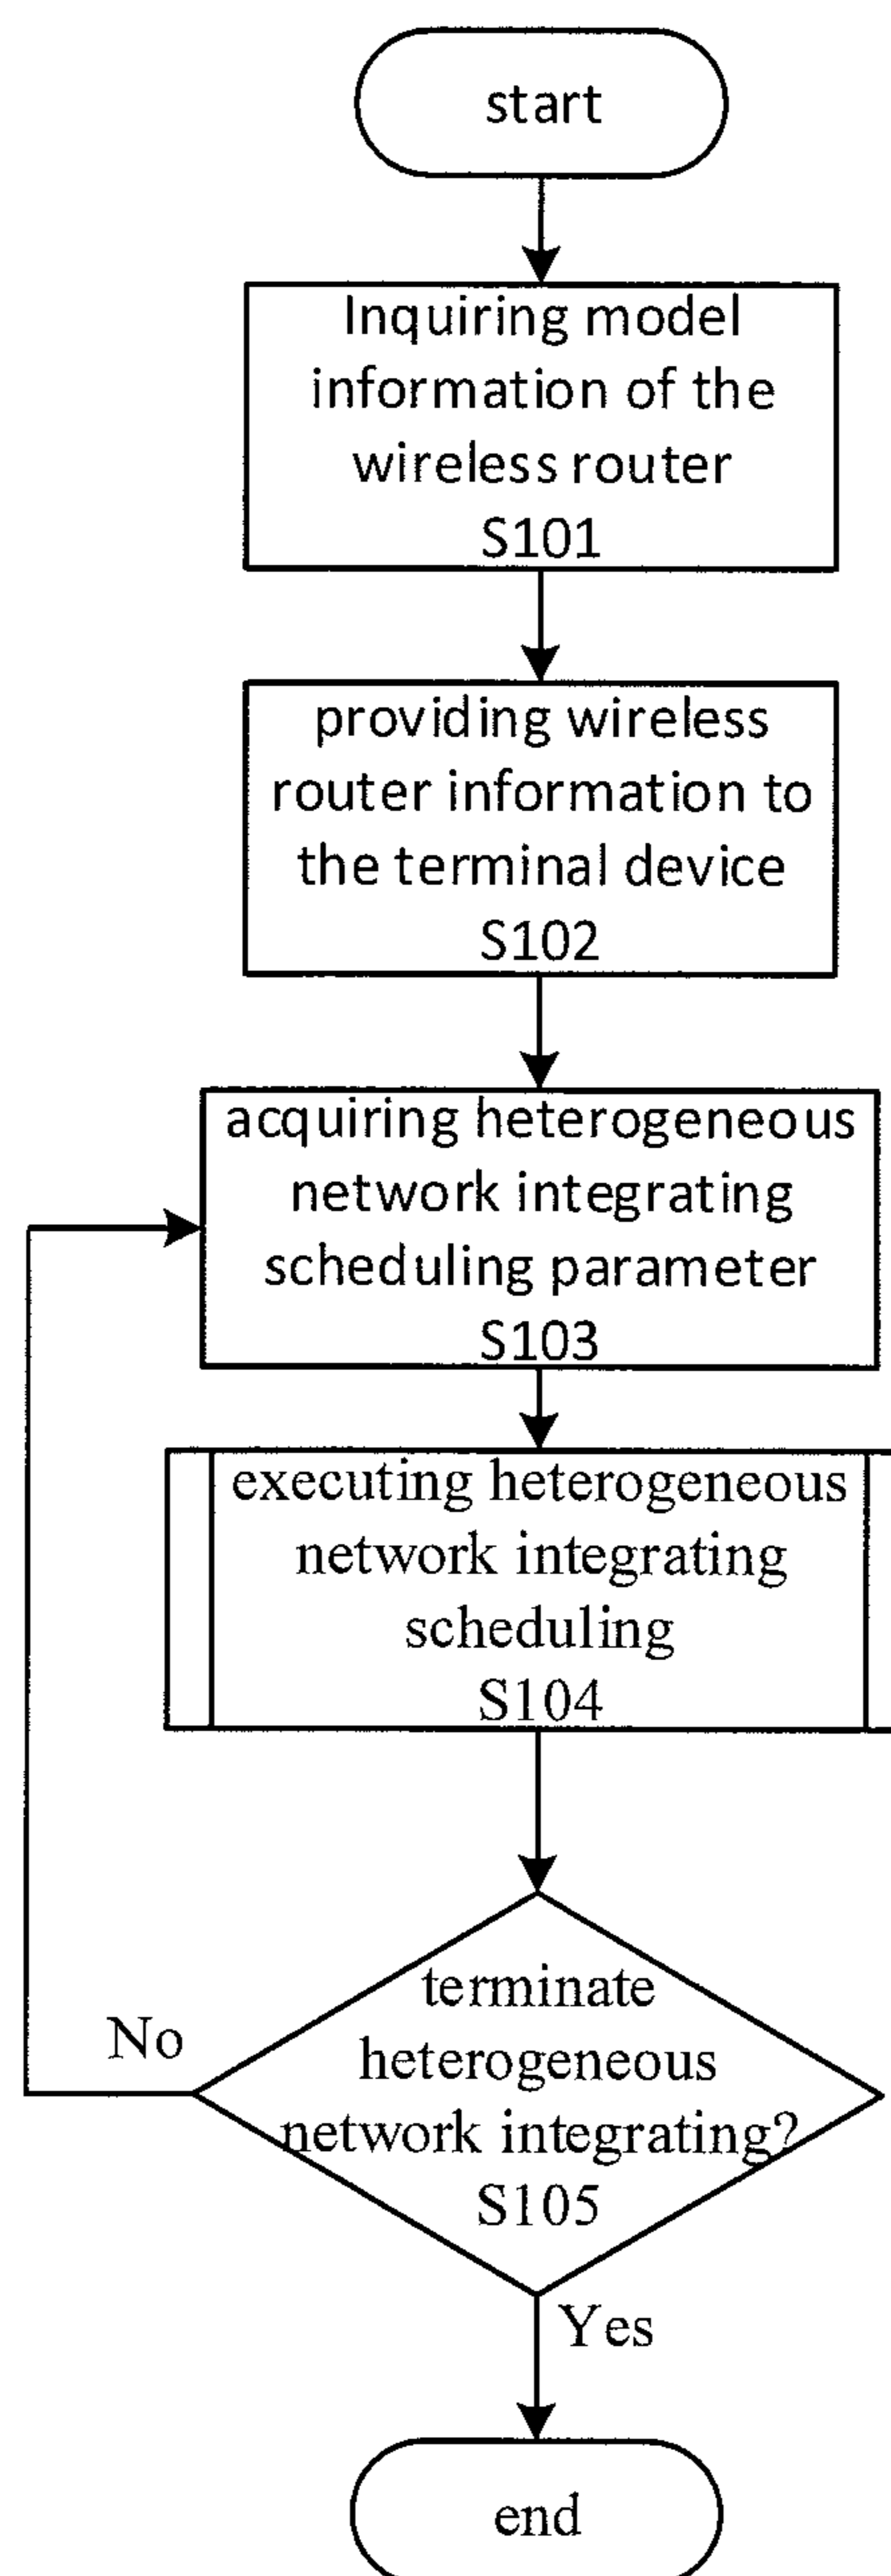 start
Inquiring model
information of the
wireless router
S101
providing wireless
router information to
the terminal device
S102
acquiring heterogeneous
network integrating
scheduling parameter
S103
executing heterogeneous
network integrating
scheduling
S104
No
terminate
heterogeneous
network integrating?
S105
Yes
end